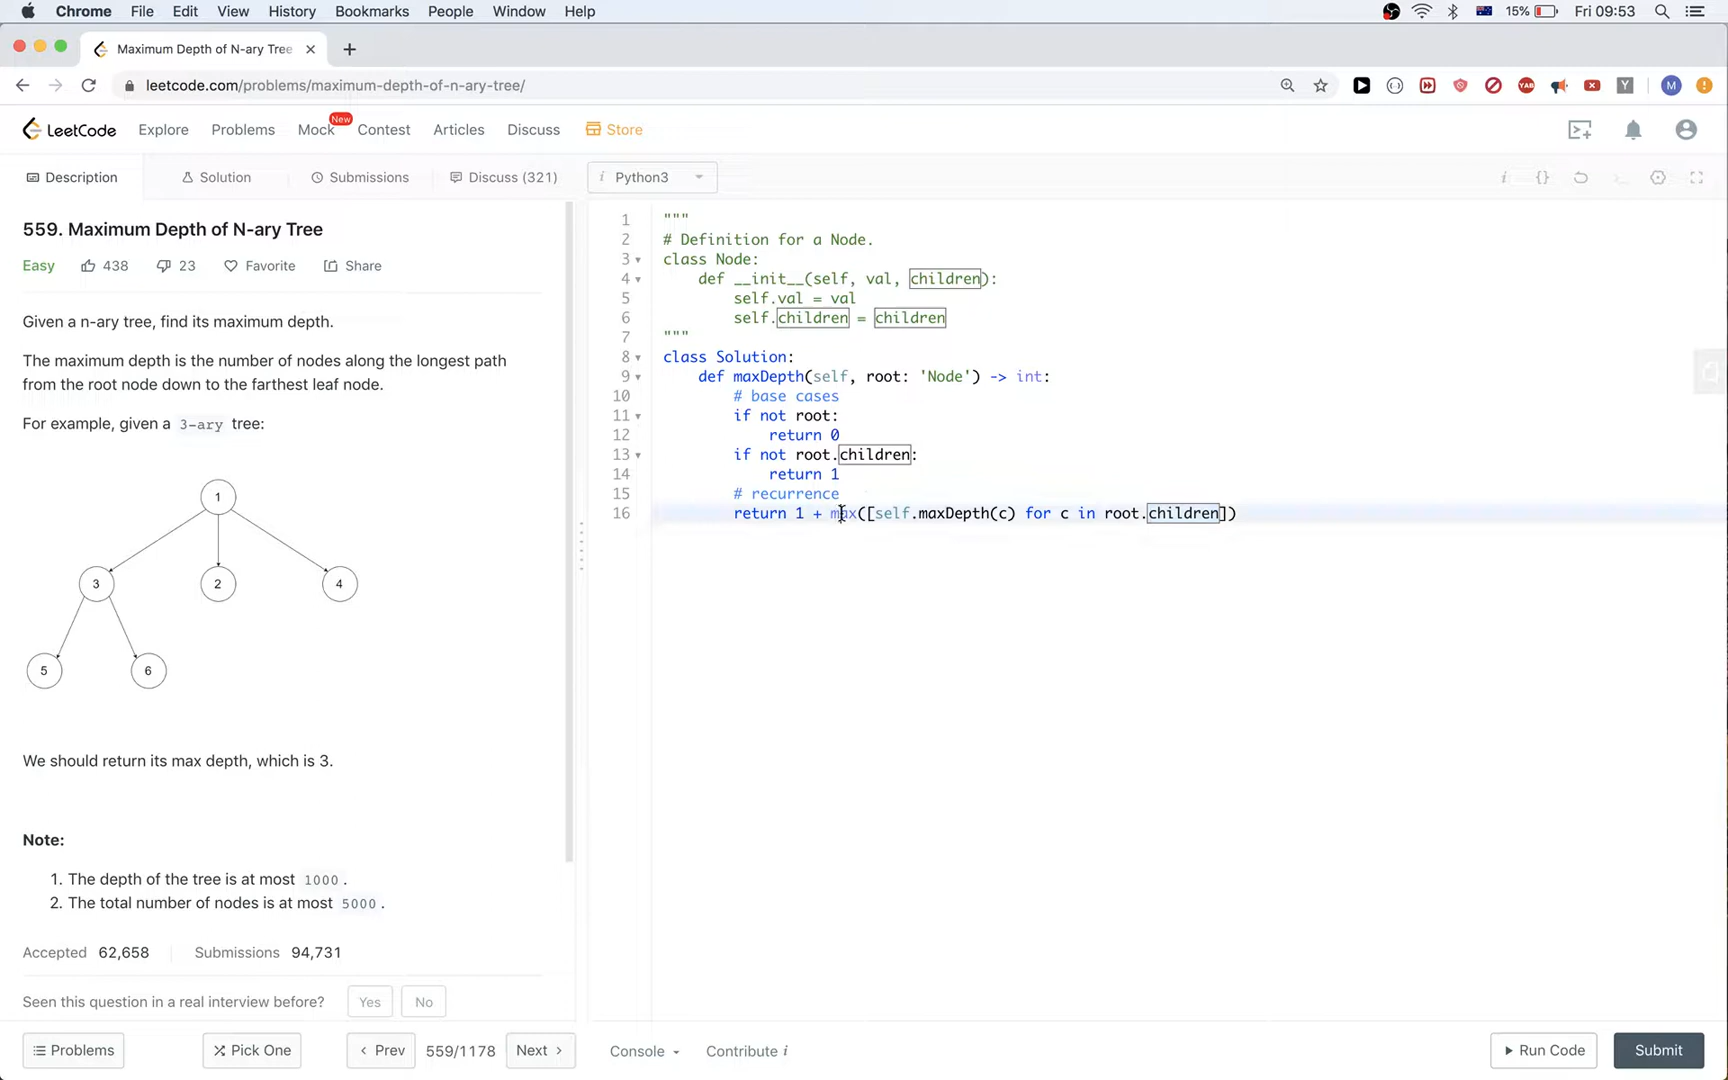 Chrome File Edit View History Bookmarks People Window Help 15% Fri 09:53
Maximum Depth of N-ary Tree
leetcode.com/problems/maximum-depth-of-n-ary-tree/ YAB Y M
LeetCode Explore Problems Mock New Contest Articles Discuss Store
Description Solution Submissions Discuss (321) i Python3 i {}
559. Maximum Depth of N-ary Tree
Easy 438 23 Favorite Share
Given a n-ary tree, find its maximum depth.
The maximum depth is the number of nodes along the longest path
from the root node down to the farthest leaf node.
For example, given a 3-ary tree:
1
3 2 4
5 6
We should return its max depth, which is 3.
Note:
1. The depth of the tree is at most 1000 .
2. The total number of nodes is at most 5000 .
Accepted 62,658 Submissions 94,731
Seen this question in a real interview before? Yes No
1 """
2 # Definition for a Node.
3 class Node:
4 def __init__(self, val, children):
5 self.val = val
6 self.children = children
7 """
8 class Solution:
9 def maxDepth(self, root: 'Node') -> int:
10 # base cases
11 if not root:
12 return 0
13 if not root.children:
14 return 1
15 # recurrence
16 return 1 + max([self.maxDepth(c) for c in root.children])
Problems Pick One Prev 559/1178 Next Console Contribute i Run Code Submit